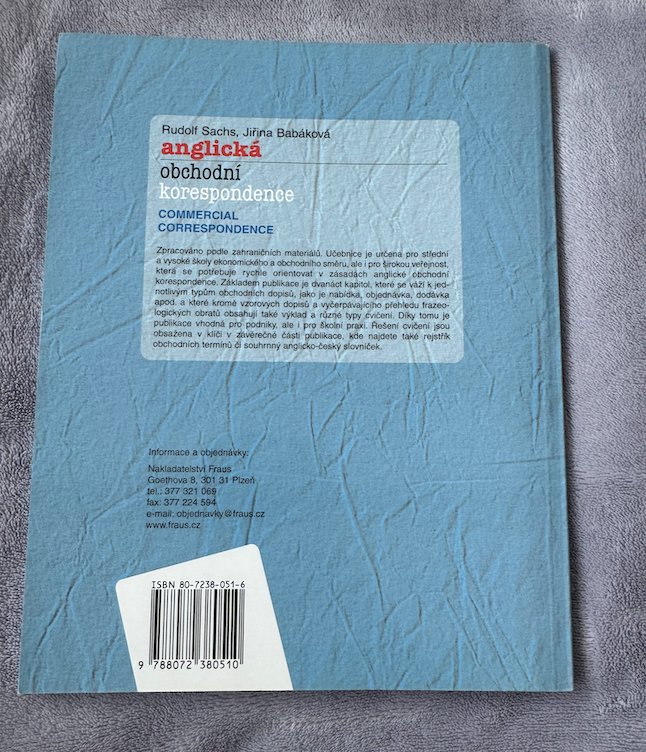 Rudolf Sachs, Jiřina Babáková
anglická
obchodní
korespondence
COMMERCIAL
CORRESPONDENCE
Zpracováno podle zahraničních materiálů. Učebnice je určena pro střední
a vysoké školy ekonomického a obchodního směru, ale i pro širokou veřejnost,
která se potřebuje rychle orientovat v zásadách anglické obchodní
korespondence. Základem publikace je dvanáct kapitol, které se váží k jed-
notlivým typům obchodních dopisů, jako je nabídka, objednávka, dodávka
apod. a které kromě vzorových dopisů a vyčerpávajícího přehledu frazeo-
logických obratů obsahují také výklad a různé typy cvičení. Díky tomu je
publikace vhodná pro podniky, ale i pro školní praxi. Řešení cvičení jsou
obsažena v klíči v závěrečné části publikace, kde najdete také rejstřík
obchodních termínů či souhrnný anglicko-český slovníček.
Informace a objednávky:
Nakladatelství Fraus
Goethova 8, 301 31 Plzeň
tel.: 377 321 069
fax: 377 224 594
e-mail: objednavky@fraus.cz
www.fraus.cz
ISBN 80-7238-051-6
9 788072 380510